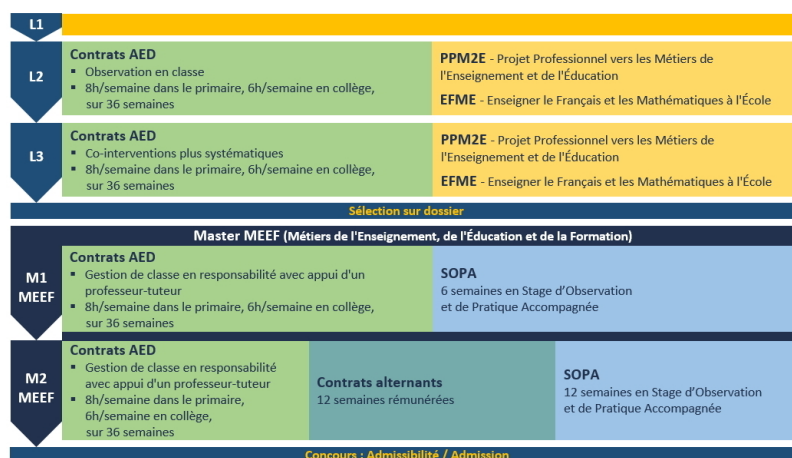 L1
L2
Contrats AED
▪ Observation en classe
▪ 8h/semaine dans le primaire, 6h/semaine en collège,
sur 36 semaines
PPM2E - Projet Professionnel vers les Métiers de
l'Enseignement et de l'Éducation
EFME - Enseigner le Français et les Mathématiques à l'École
L3
Contrats AED
▪ Co-interventions plus systématiques
▪ 8h/semaine dans le primaire, 6h/semaine en collège,
sur 36 semaines
PPM2E - Projet Professionnel vers les Métiers de
l'Enseignement et de l'Éducation
EFME - Enseigner le Français et les Mathématiques à l'École
Sélection sur dossier
Master MEEF (Métiers de l'Enseignement, de l'Éducation et de la Formation)
M1
MEEF
Contrats AED
▪ Gestion de classe en responsabilité avec appui d'un
professeur-tuteur
▪ 8h/semaine dans le primaire, 6h/semaine en collège,
sur 36 semaines
SOPA
6 semaines en Stage d'Observation
et de Pratique Accompagnée
M2
MEEF
Contrats AED
▪ Gestion de classe en responsabilité
avec appui d'un professeur-tuteur
▪ 8h/semaine dans le primaire,
6h/semaine en collège,
sur 36 semaines
Contrats alternants
12 semaines rémunérées
SOPA
12 semaines en Stage d'Observation
et de Pratique Accompagnée
Concours : Admissibilité / Admission